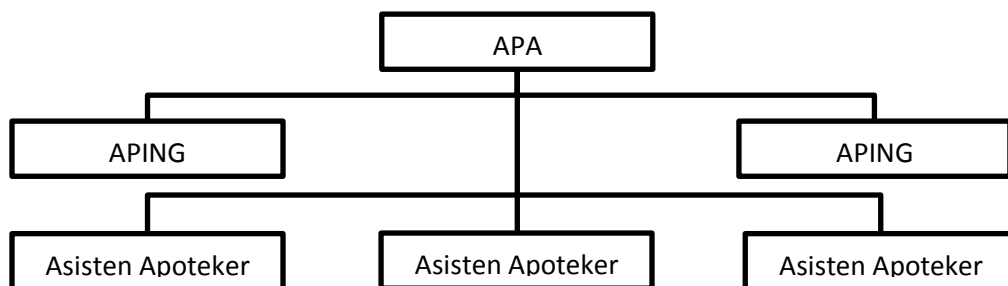 APA
APING
APING
Asisten Apoteker
Asisten Apoteker
Asisten Apoteker